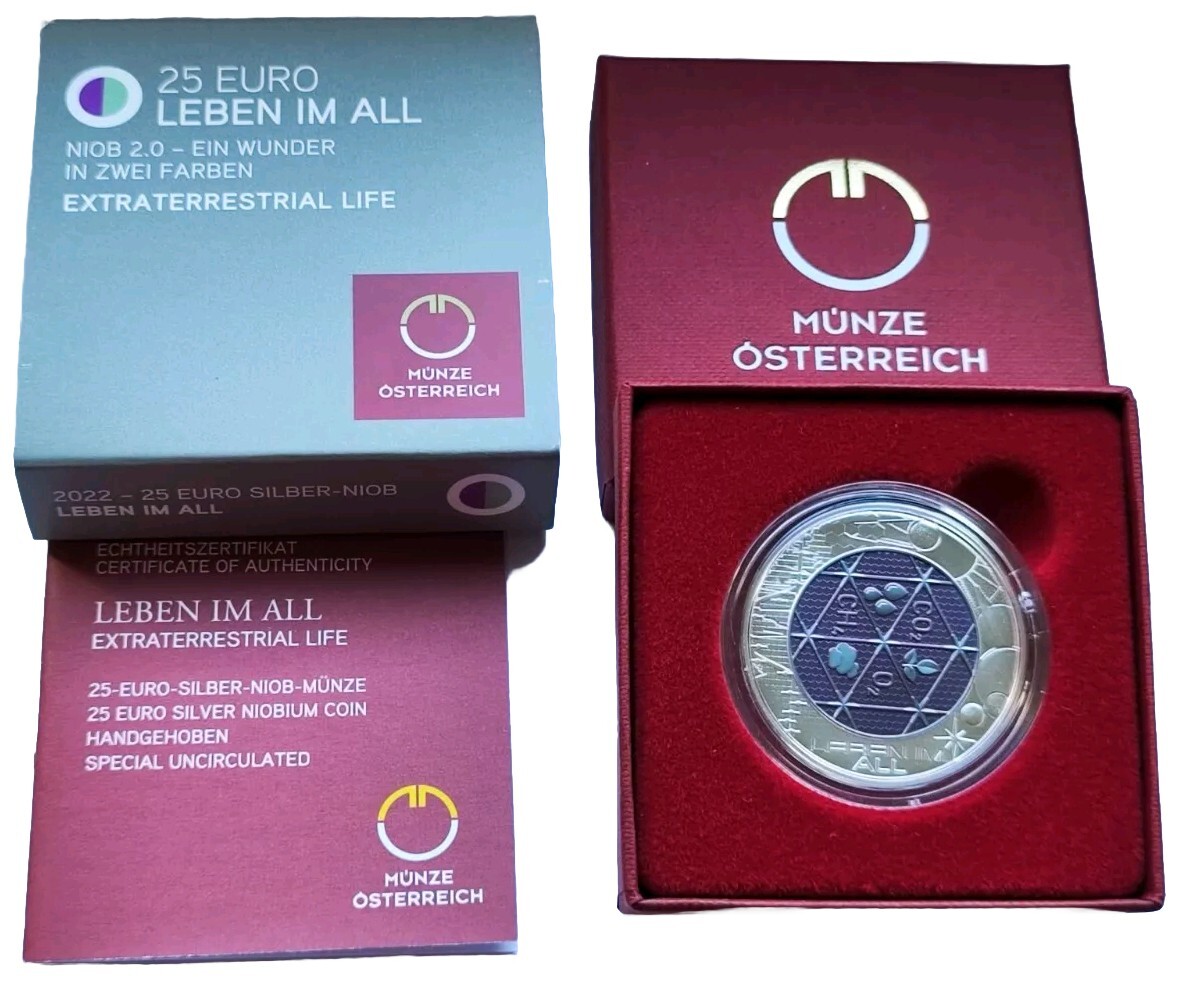 25 EURO
LEBEN IM ALL
NIOB 2.0 – EIN WUNDER
IN ZWEI FARBEN
EXTRATERRESTRIAL LIFE
MÜNZE
ÖSTERREICH
2022 – 25 EURO SILBER-NIOB
LEBEN IM ALL
ECHTHEITSZERTIFIKAT
CERTIFICATE OF AUTHENTICITY
LEBEN IM ALL
EXTRATERRESTRIAL LIFE
25-EURO-SILBER-NIOB-MÜNZE
25 EURO SILVER NIOBIUM COIN
HANDGEHOBEN
SPECIAL UNCIRCULATED
MÜNZE
ÖSTERREICH
MÜNZE
ÖSTERREICH
CO₂
CH₄
O₂
LEBEN IM
ALL